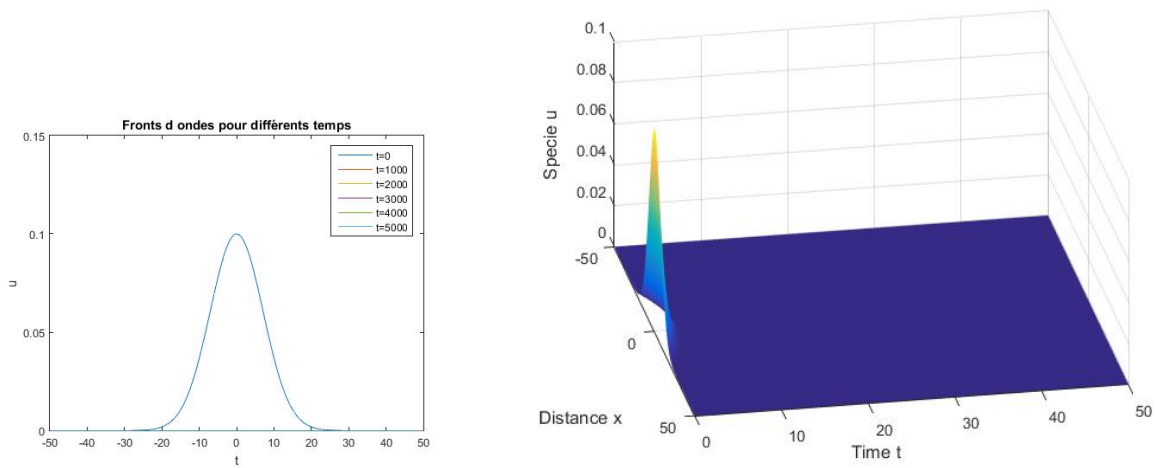 Fronts d ondes pour différents temps
0.15
0.1
0.05
0
u
-50 -40 -30 -20 -10 0 10 20 30 40 50
t
t=0
t=1000
t=2000
t=3000
t=4000
t=5000
0.1
0.08
0.06
0.04
0.02
0
Specie u
-50
0
50
Distance x
0 10 20 30 40 50
Time t